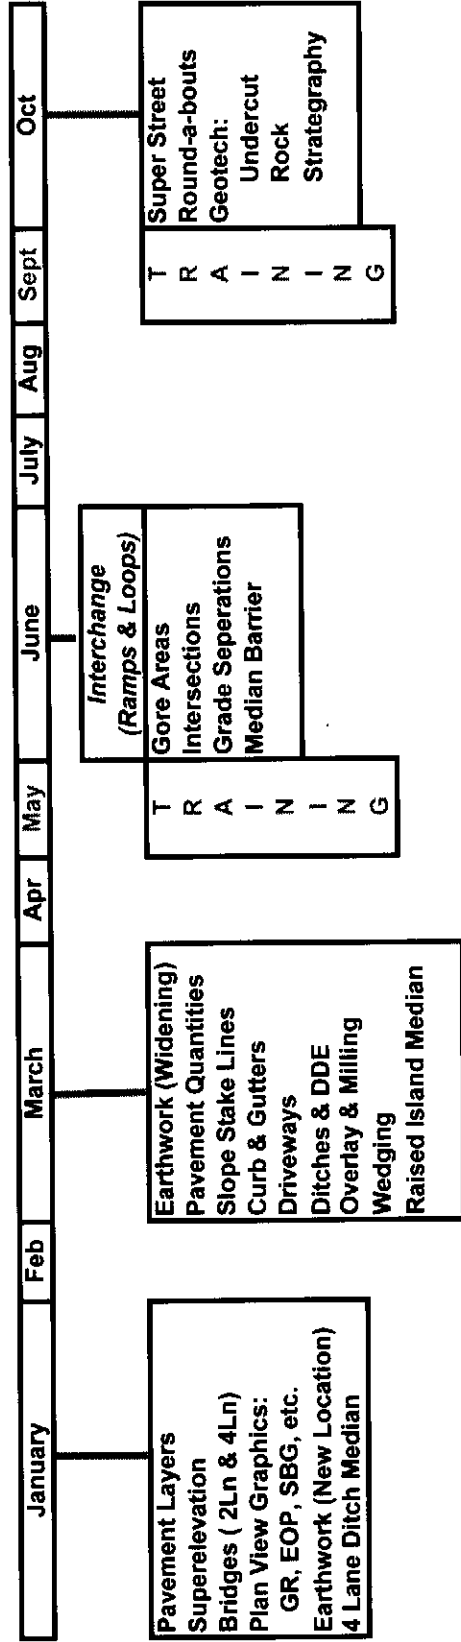 January
Feb
March
Apr
May
June
July
Aug
Sept
Oct
Pavement Layers
Superelevation
Bridges ( 2Ln & 4Ln)
Plan View Graphics:
GR, EOP, SBG, etc.
Earthwork (New Location)
4 Lane Ditch Median
Earthwork (Widening)
Pavement Quantities
Slope Stake Lines
Curb & Gutters
Driveways
Ditches & DDE
Overlay & Milling
Wedging
Raised Island Median
T
R
A
I
N
I
N
G
Interchange
(Ramps & Loops)
Gore Areas
Intersections
Grade Seperations
Median Barrier
T
R
A
I
N
I
N
G
Super Street
Round-a-bouts
Geotech:
Undercut
Rock
Strategraphy